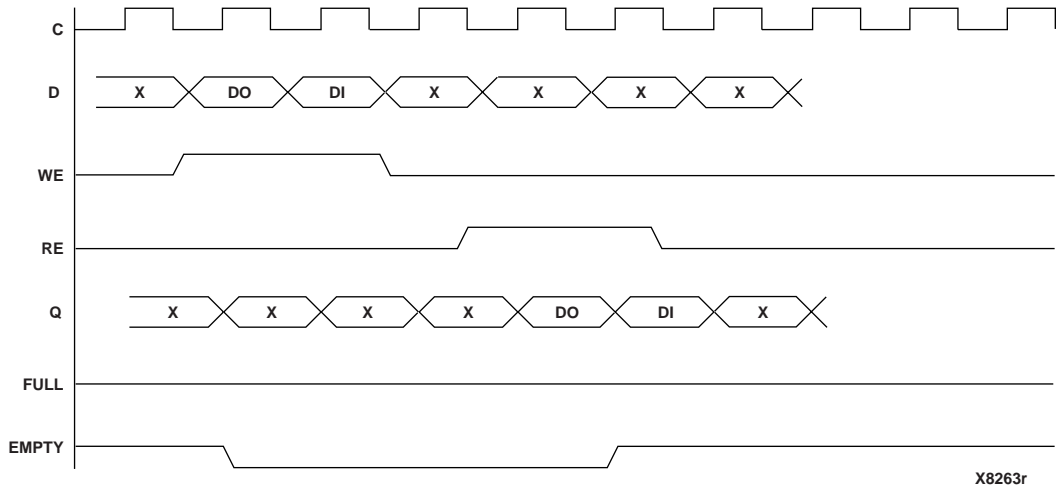 C
D X DO DI X X X X
WE
RE
Q X X X X DO DI X
FULL
EMPTY
X8263r